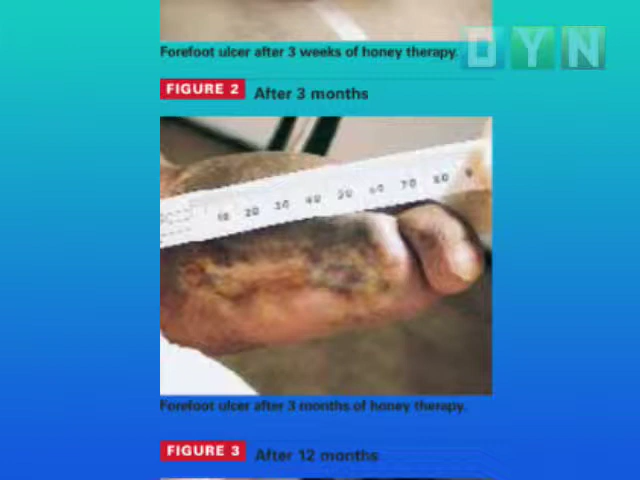 Forefoot ulcer after 3 weeks of honey therapy.
DYN
FIGURE 2 After 3 months
10 20 30 40 50 60 70 80 9
Forefoot ulcer after 3 months of honey therapy.
FIGURE 3 After 12 months